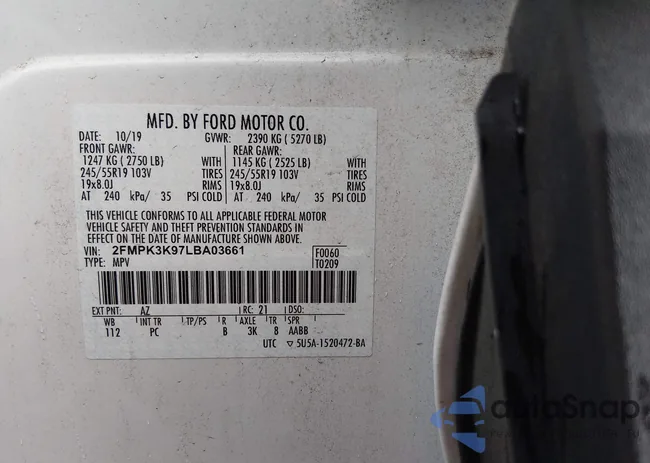 MFD. BY FORD MOTOR CO.
DATE: 10/19 GVWR: 2390 KG ( 5270 LB)
FRONT GAWR: REAR GAWR:
1247 KG ( 2750 LB) WITH 1145 KG ( 2525 LB) WITH
245/55R19 103V TIRES 245/55R19 103V TIRES
19x8.0J RIMS 19x8.0J RIMS
AT 240 kPa/ 35 PSI COLD AT 240 kPa/ 35 PSI COLD
THIS VEHICLE CONFORMS TO ALL APPLICABLE FEDERAL MOTOR
VEHICLE SAFETY AND THEFT PREVENTION STANDARDS IN
EFFECT ON THE DATE OF MANUFACTURE SHOWN ABOVE.
VIN: 2FMPK3K97LBA03661 F0060
TYPE: MPV T0209
EXT PNT: AZ RC: 21 DSO:
WB INT TR TP/PS R AXLE TR SPR
112 PC B 3K 8 AABB
UTC ▽ 5U5A-1520472-BA
autoSnap